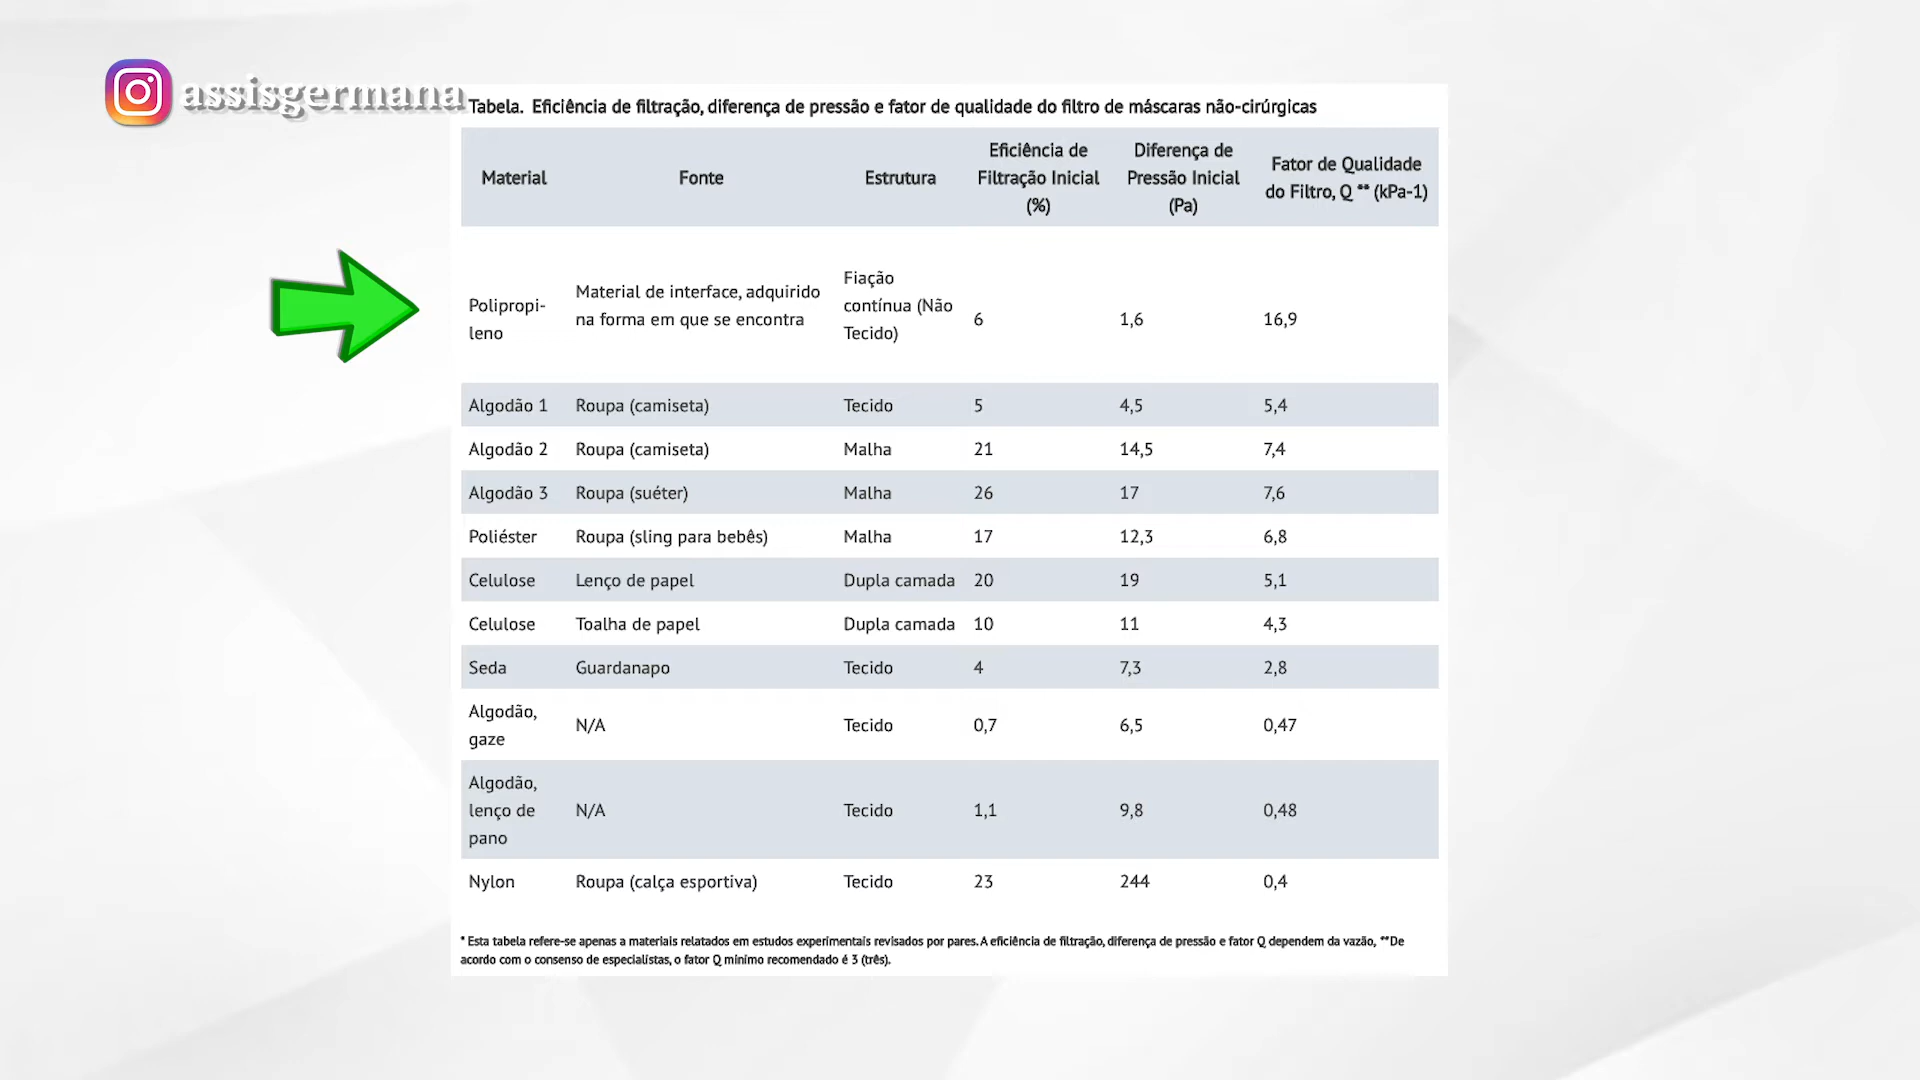 assisgermana
Tabela. Eficiência de filtração, diferença de pressão e fator de qualidade do filtro de máscaras não-cirúrgicas
Material Fonte Estrutura Eficiência de Filtração Inicial (%) Diferença de Pressão Inicial (Pa) Fator de Qualidade do Filtro, Q ** (kPa-1)
Polipropi-leno Material de interface, adquirido na forma em que se encontra Fiação contínua (Não Tecido) 6 1,6 16,9
Algodão 1 Roupa (camiseta) Tecido 5 4,5 5,4
Algodão 2 Roupa (camiseta) Malha 21 14,5 7,4
Algodão 3 Roupa (suéter) Malha 26 17 7,6
Poliéster Roupa (sling para bebês) Malha 17 12,3 6,8
Celulose Lenço de papel Dupla camada 20 19 5,1
Celulose Toalha de papel Dupla camada 10 11 4,3
Seda Guardanapo Tecido 4 7,3 2,8
Algodão, gaze N/A Tecido 0,7 6,5 0,47
Algodão, lenço de pano N/A Tecido 1,1 9,8 0,48
Nylon Roupa (calça esportiva) Tecido 23 244 0,4
* Esta tabela refere-se apenas a materiais relatados em estudos experimentais revisados por pares. A eficiência de filtração, diferença de pressão e fator Q dependem da vazão, **De
acordo com o consenso de especialistas, o fator Q mínimo recomendado é 3 (três).